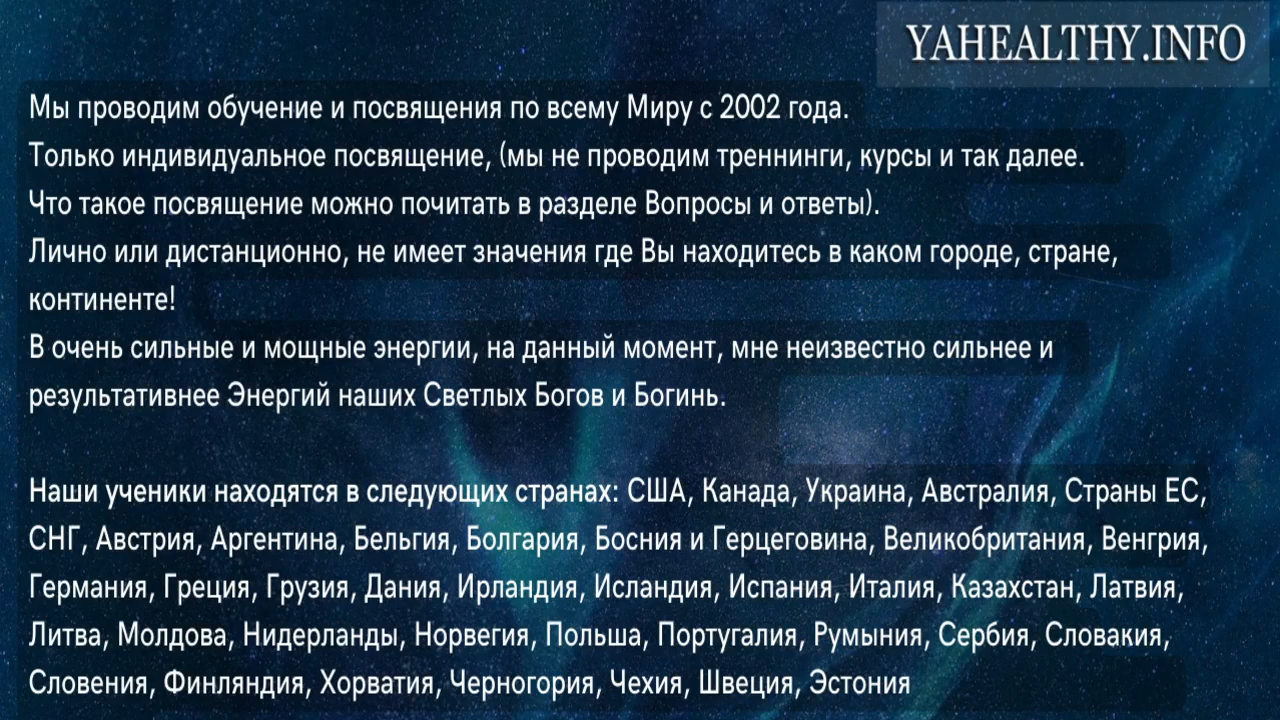 YAHEALTHY.INFO
Мы проводим обучение и посвящения по всему Миру с 2002 года.
Только индивидуальное посвящение, (мы не проводим треннинги, курсы и так далее.
Что такое посвящение можно почитать в разделе Вопросы и ответы).
Лично или дистанционно, не имеет значения где Вы находитесь в каком городе, стране,
континенте!
В очень сильные и мощные энергии, на данный момент, мне неизвестно сильнее и
результативнее Энергий наших Светлых Богов и Богинь.
Наши ученики находятся в следующих странах: США, Канада, Украина, Австралия, Страны ЕС,
СНГ, Австрия, Аргентина, Бельгия, Болгария, Босния и Герцеговина, Великобритания, Венгрия,
Германия, Греция, Грузия, Дания, Ирландия, Исландия, Испания, Италия, Казахстан, Латвия,
Литва, Молдова, Нидерланды, Норвегия, Польша, Португалия, Румыния, Сербия, Словакия,
Словения, Финляндия, Хорватия, Черногория, Чехия, Швеция, Эстония